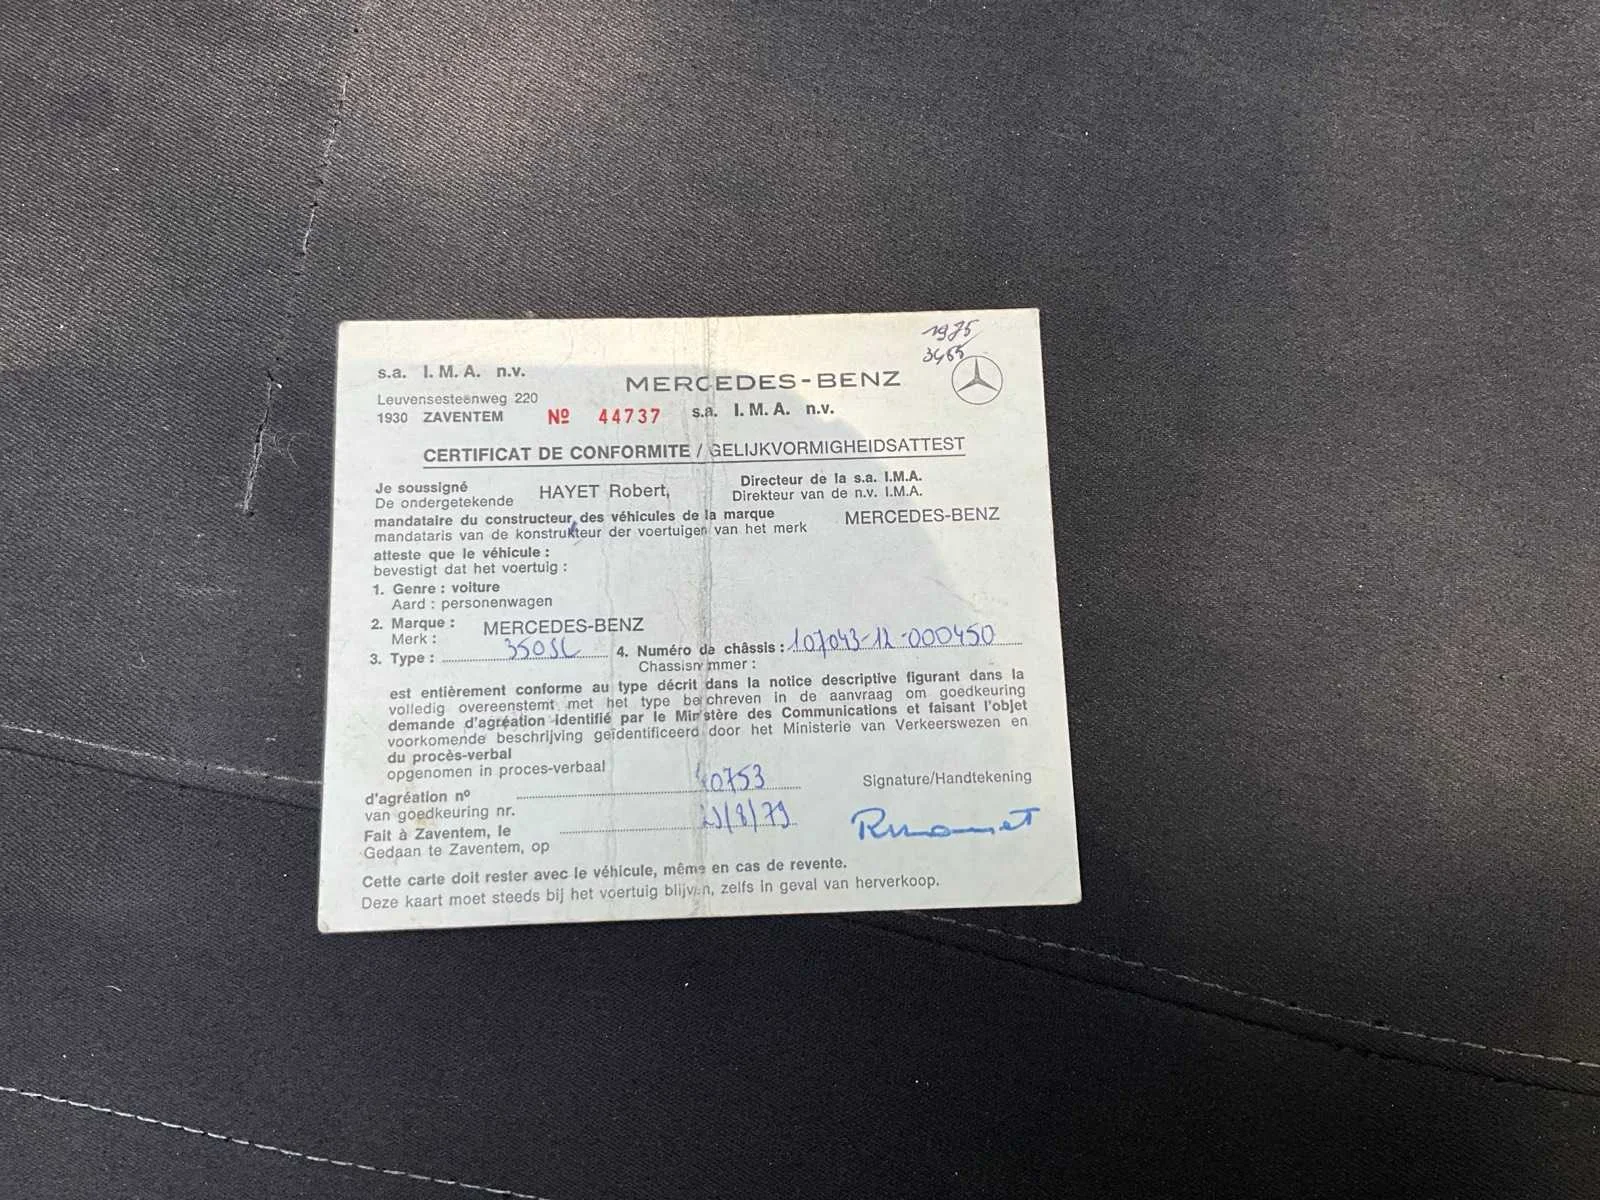 1975
3465
s.a. I. M. A. n.v.
MERCEDES-BENZ
Leuvensesteenweg 220
1930 ZAVENTEM Nº 44737 s.a. I. M. A. n.v.
CERTIFICAT DE CONFORMITE / GELIJKVORMIGHEIDSATTEST
Je soussigné HAYET Robert, Directeur de la s.a. I.M.A.
De ondergetekende Direkteur van de n.v. I.M.A.
mandataire du constructeur des véhicules de la marque MERCEDES-BENZ
mandataris van de konstrukteur der voertuigen van het merk
atteste que le véhicule :
bevestigt dat het voertuig :
1. Genre : voiture
Aard : personenwagen
2. Marque : MERCEDES-BENZ
Merk :
3. Type : 350SL 4. Numéro de châssis : 107043-12-000450
Chassisnummer :
est entièrement conforme au type décrit dans la notice descriptive figurant dans la
volledig overeenstemt met het type beschreven in de aanvraag om goedkeuring
demande d'agréation identifié par le Ministère des Communications et faisant l'objet
voorkomende beschrijving geïdentificeerd door het Ministerie van Verkeerswezen en
du procès-verbal
opgenomen in proces-verbaal
d'agréation nº 40753
van goedkeuring nr.
Fait à Zaventem, le /8/79
Gedaan te Zaventem, op
Signature/Handtekening
Cette carte doit rester avec le véhicule, même en cas de revente.
Deze kaart moet steeds bij het voertuig blijven, zelfs in geval van herverkoop.